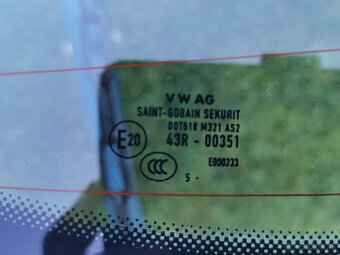 VW AG
SAINT-GOBAIN SEKURIT
DOT618 M321 AS2
E20 43R - 00351
E000233
CCC
5 .